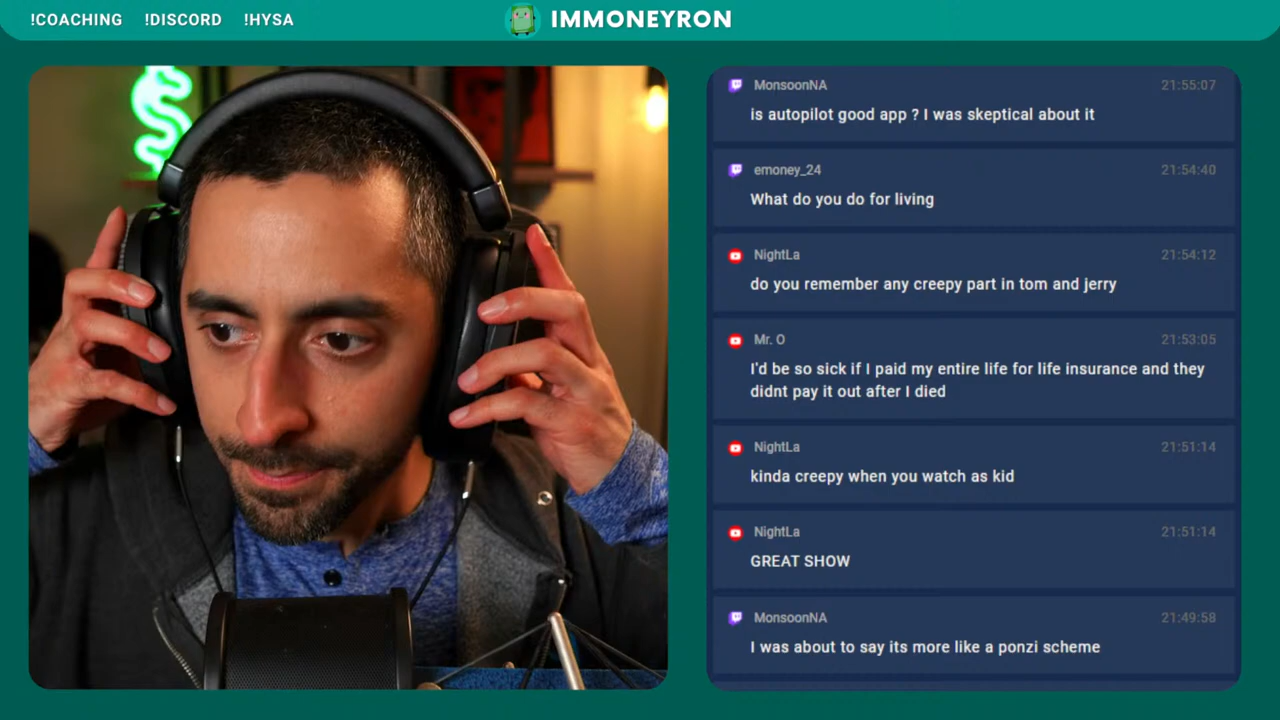 !COACHING !DISCORD !HYSA
IMMONEYRON
MonsoonNA 21:55:07
is autopilot good app ? I was skeptical about it
emoney_24 21:54:40
What do you do for living
NightLa 21:54:12
do you remember any creepy part in tom and jerry
Mr. O 21:53:05
I'd be so sick if I paid my entire life for life insurance and they
didnt pay it out after I died
NightLa 21:51:14
kinda creepy when you watch as kid
NightLa 21:51:14
GREAT SHOW
MonsoonNA 21:49:58
I was about to say its more like a ponzi scheme